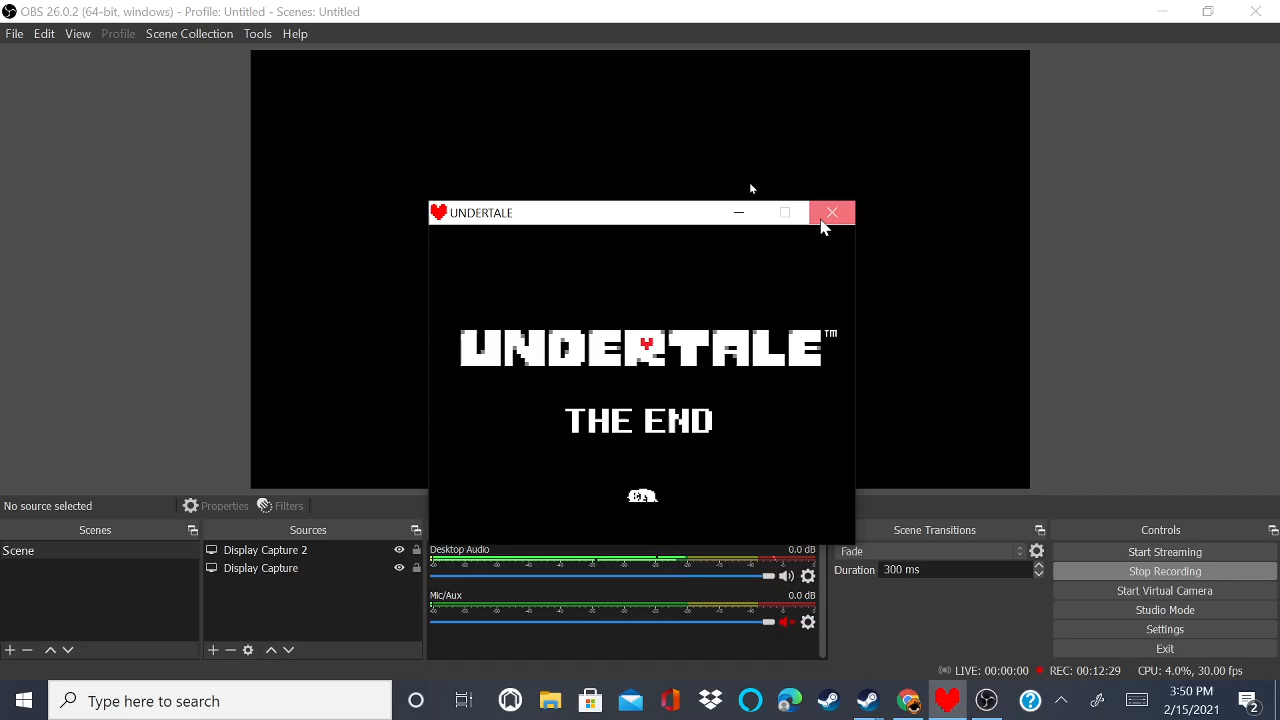 OBS 26.0.2 (64-bit, windows) - Profile: Untitled - Scenes: Untitled
File Edit View Profile Scene Collection Tools Help
UNDERTALE
UNDERTALE™
THE END
No source selected Properties Filters
Scenes Sources Scene Transitions Controls
Scene
Display Capture 2
Display Capture
Desktop Audio 0.0 dB
Mic/Aux 0.0 dB
Fade
Duration 300 ms
Start Streaming
Stop Recording
Start Virtual Camera
Studio Mode
Settings
Exit
LIVE: 00:00:00 REC: 00:12:29 CPU: 4.0%, 30.00 fps
Type here to search
3:50 PM
2/15/2021
2